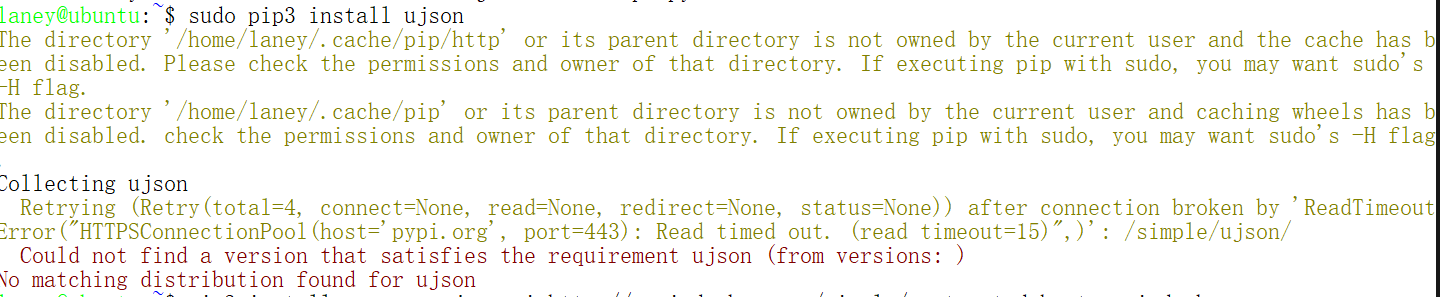 laney@ubuntu:~$ sudo pip3 install ujson
The directory '/home/laney/.cache/pip/http' or its parent directory is not owned by the current user and the cache has b
een disabled. Please check the permissions and owner of that directory. If executing pip with sudo, you may want sudo's
-H flag.
The directory '/home/laney/.cache/pip' or its parent directory is not owned by the current user and caching wheels has b
een disabled. check the permissions and owner of that directory. If executing pip with sudo, you may want sudo's -H flag
.
Collecting ujson
  Retrying (Retry(total=4, connect=None, read=None, redirect=None, status=None)) after connection broken by 'ReadTimeout
Error("HTTPSConnectionPool(host='pypi.org', port=443): Read timed out. (read timeout=15)",)': /simple/ujson/
  Could not find a version that satisfies the requirement ujson (from versions: )
No matching distribution found for ujson